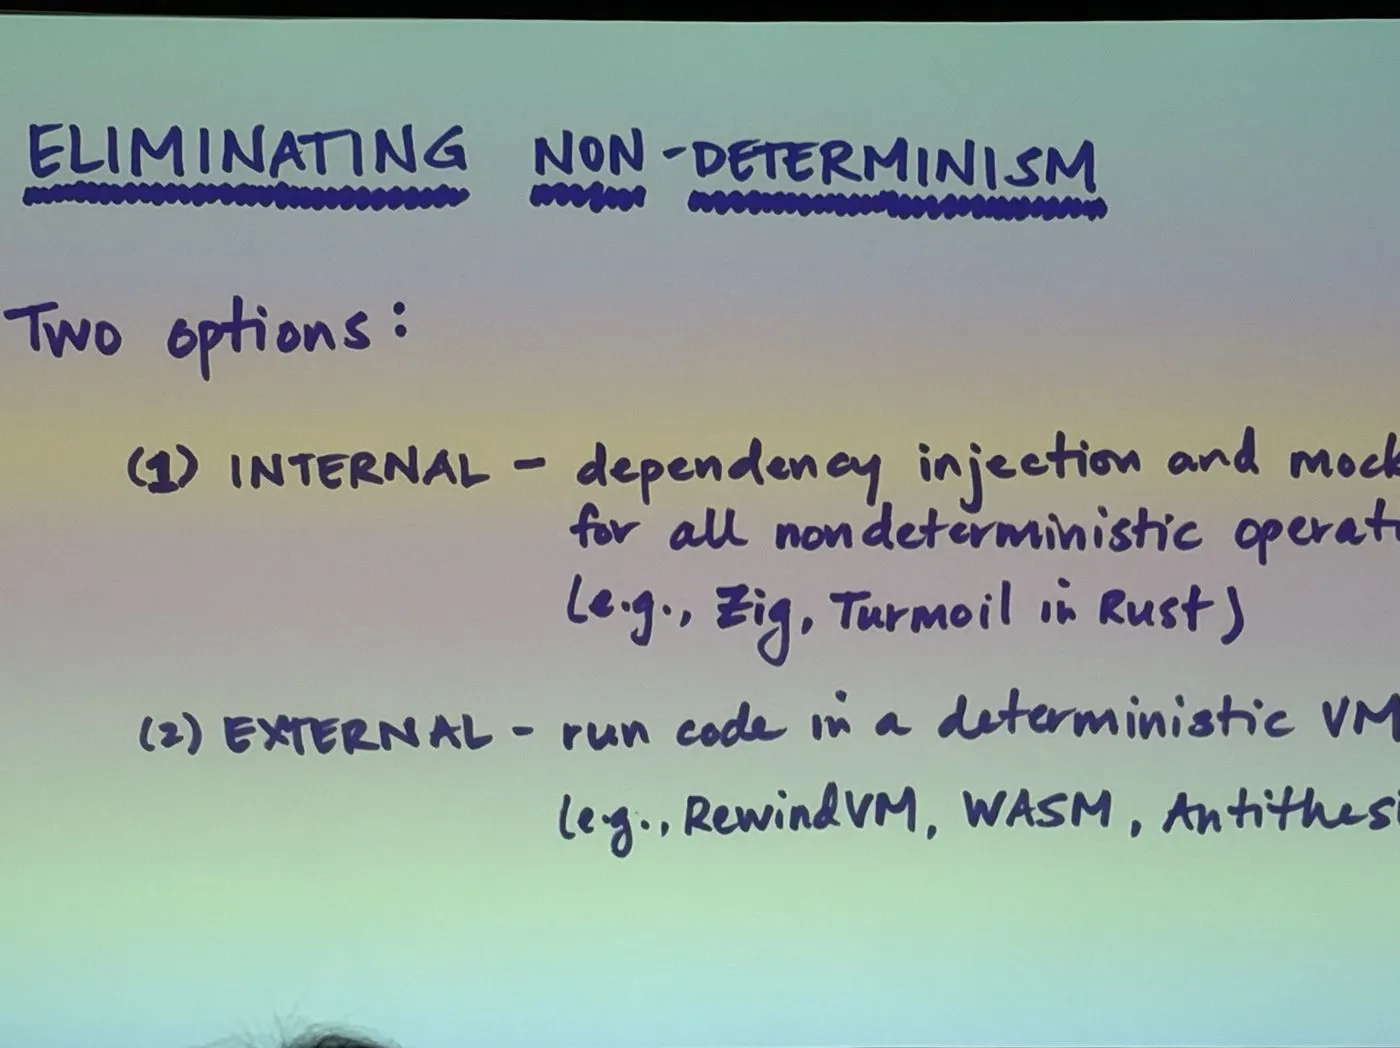 ELIMINATING NON-DETERMINISM
Two options:
(1) INTERNAL - dependency injection and mock
for all nondeterministic operat
(e.g., Zig, Turmoil in Rust)
(2) EXTERNAL - run code in a deterministic VM
(e.g., RewindVM, WASM, Antithesi